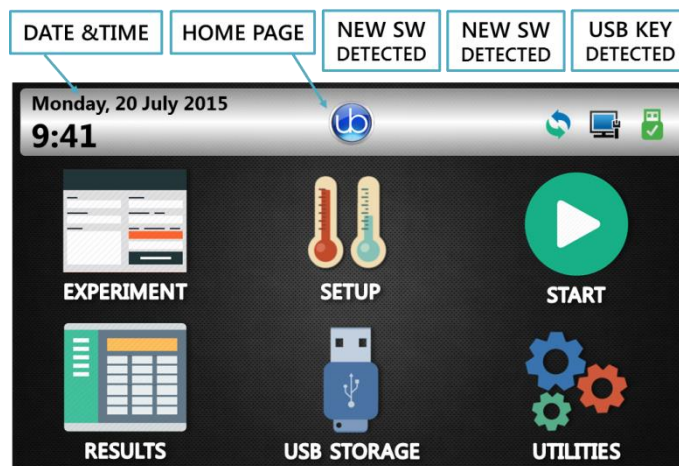 DATE &TIME
HOME PAGE
NEW SW
DETECTED
NEW SW
DETECTED
USB KEY
DETECTED
Monday, 20 July 2015
9:41
ub
EXPERIMENT
SETUP
START
RESULTS
USB STORAGE
UTILITIES